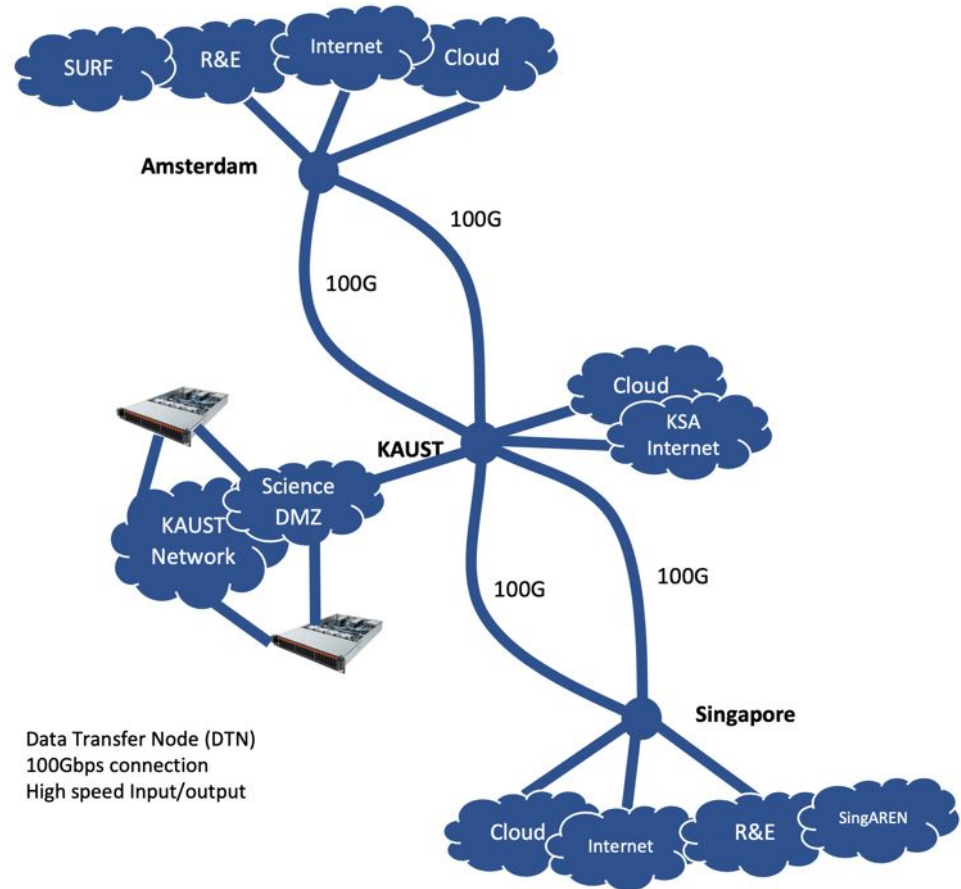 SURF
R&E
Internet
Cloud
Amsterdam
100G
100G
Cloud
KSA
Internet
KAUST
Science
DMZ
KAUST
Network
100G
100G
Singapore
Data Transfer Node (DTN)
100Gbps connection
High speed Input/output
Cloud
Internet
R&E
SingAREN